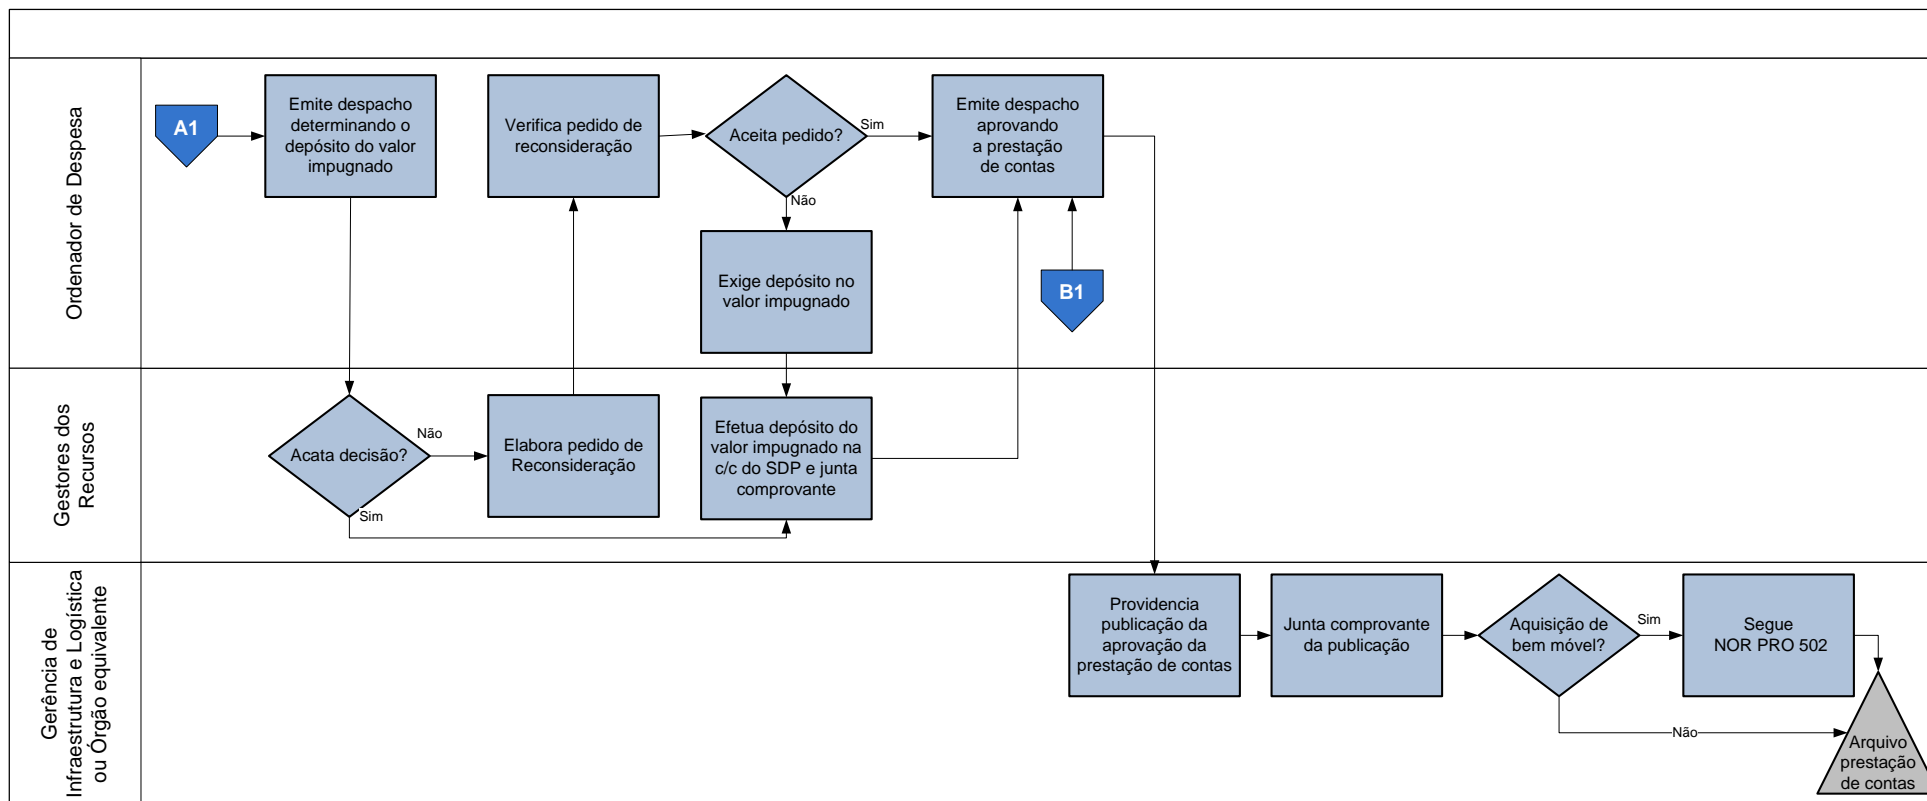 Ordenador de Despesa
A1
Emite despacho
determinando o
depósito do valor
impugnado
Verifica pedido de
reconsideração
Aceita pedido?
Sim
Não
Emite despacho
aprovando
a prestação
de contas
Exige depósito no
valor impugnado
B1
Gestores dos
Recursos
Acata decisão?
Não
Sim
Elabora pedido de
Reconsideração
Efetua depósito do
valor impugnado na
c/c do SDP e junta
comprovante
Gerência de
Infraestrutura e Logística
ou Órgão equivalente
Providencia
publicação da
aprovação da
prestação de contas
Junta comprovante
da publicação
Aquisição de
bem móvel?
Sim
Não
Segue
NOR PRO 502
Arquivo
prestação
de contas